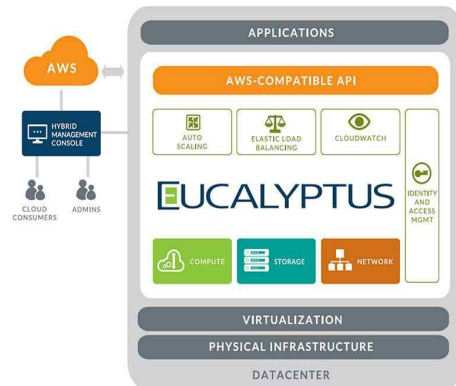 APPLICATIONS
AWS
AWS-COMPATIBLE API
HYBRID
MANAGEMENT
CONSOLE
AUTO
SCALING
ELASTIC LOAD
BALANCING
CLOUDWATCH
CLOUD
CONSUMERS
ADMINS
EUCALYPTUS
IDENTITY
AND
ACCESS
MGMT
COMPUTE
STORAGE
NETWORK
VIRTUALIZATION
PHYSICAL INFRASTRUCTURE
DATACENTER